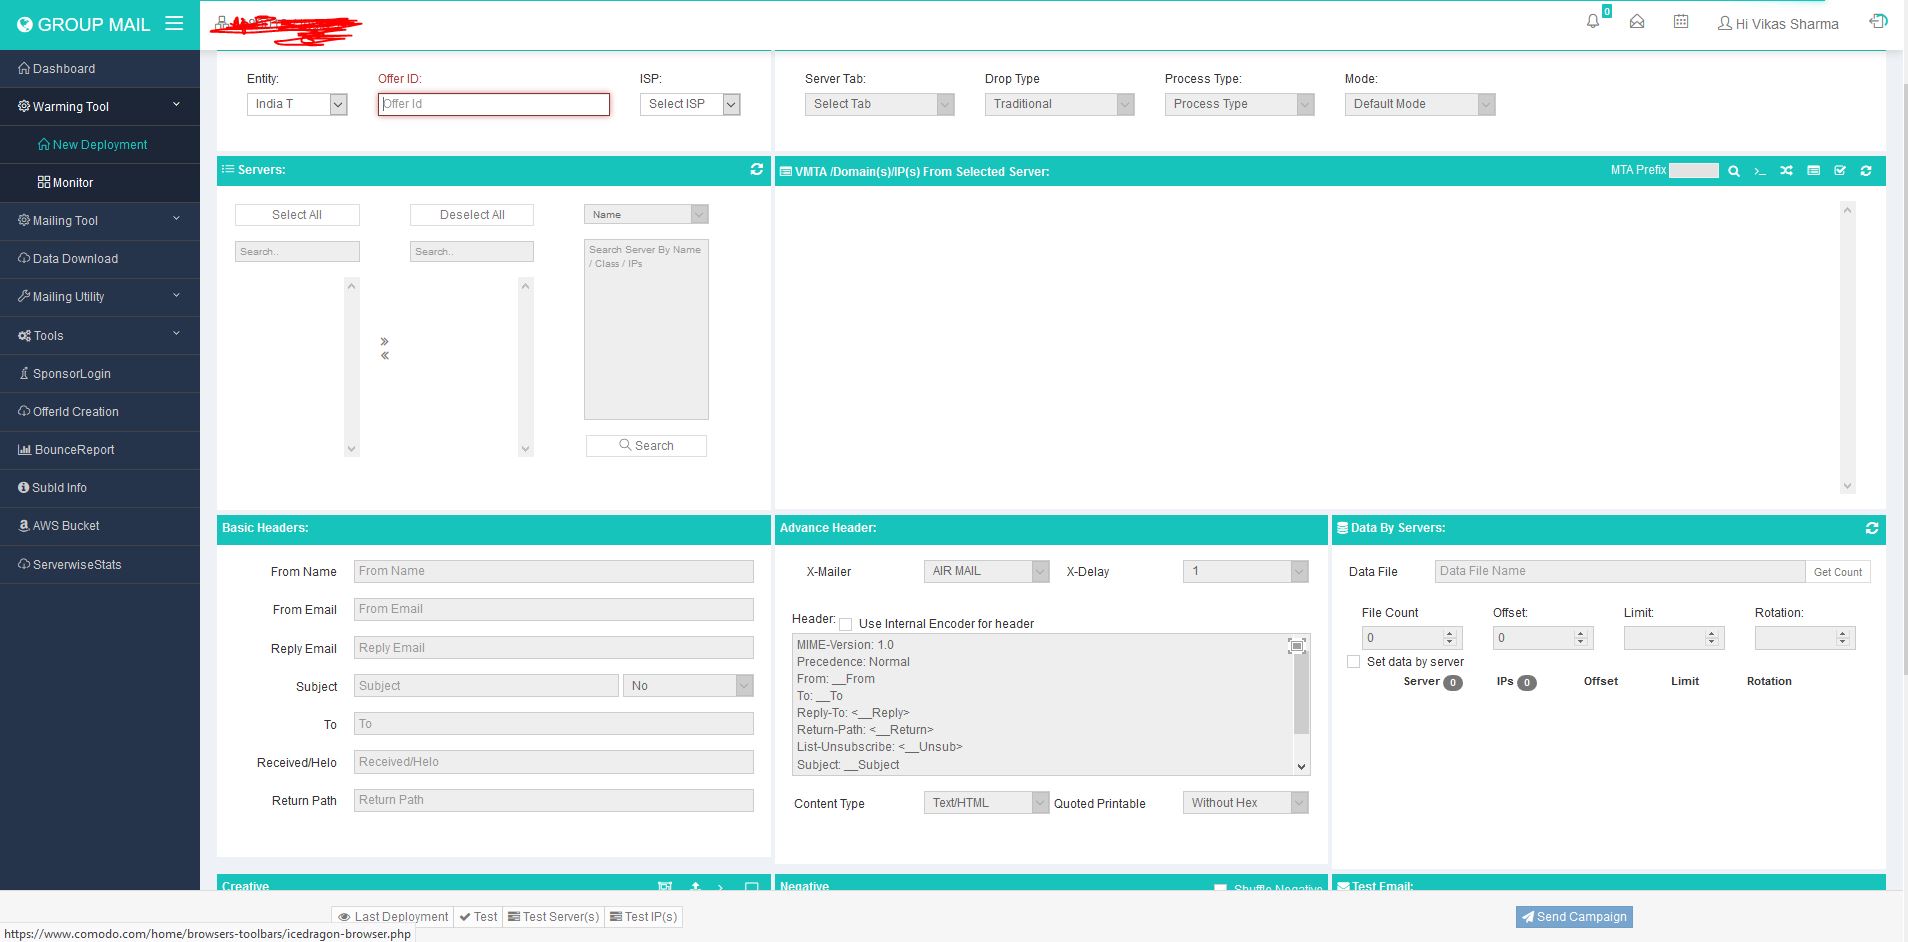 GROUP MAIL
0
Hi Vikas Sharma
Dashboard
Warming Tool
New Deployment
Monitor
Mailing Tool
Data Download
Mailing Utility
Tools
SponsorLogin
OfferId Creation
BounceReport
SubId Info
AWS Bucket
ServerwiseStats
Entity:
Offer ID:
ISP:
India T
Offer Id
Select ISP
Server Tab:
Drop Type
Process Type:
Mode:
Select Tab
Traditional
Process Type
Default Mode
Servers:
Select All
Deselect All
Name
Search..
Search..
Search Server By Name
/ Class / IPs
Search
VMTA /Domain(s)/IP(s) From Selected Server:
MTA Prefix
Basic Headers:
From Name
From Name
From Email
From Email
Reply Email
Reply Email
Subject
Subject
No
To
To
Received/Helo
Received/Helo
Return Path
Return Path
Advance Header:
X-Mailer
AIR MAIL
X-Delay
1
Header:
Use Internal Encoder for header
MIME-Version: 1.0
Precedence: Normal
From: __From
To: __To
Reply-To: <__Reply>
Return-Path: <__Return>
List-Unsubscribe: <__Unsub>
Subject: __Subject
Content Type
Text/HTML
Quoted Printable
Without Hex
Data By Servers:
Data File
Data File Name
Get Count
File Count
Offset:
Limit:
Rotation:
0
0
Set data by server
Server 0
IPs 0
Offset
Limit
Rotation
Creative
Negative
Shuffle Negative
Test Email:
Last Deployment
Test
Test Server(s)
Test IP(s)
Send Campaign
https://www.comodo.com/home/browsers-toolbars/icedragon-browser.php